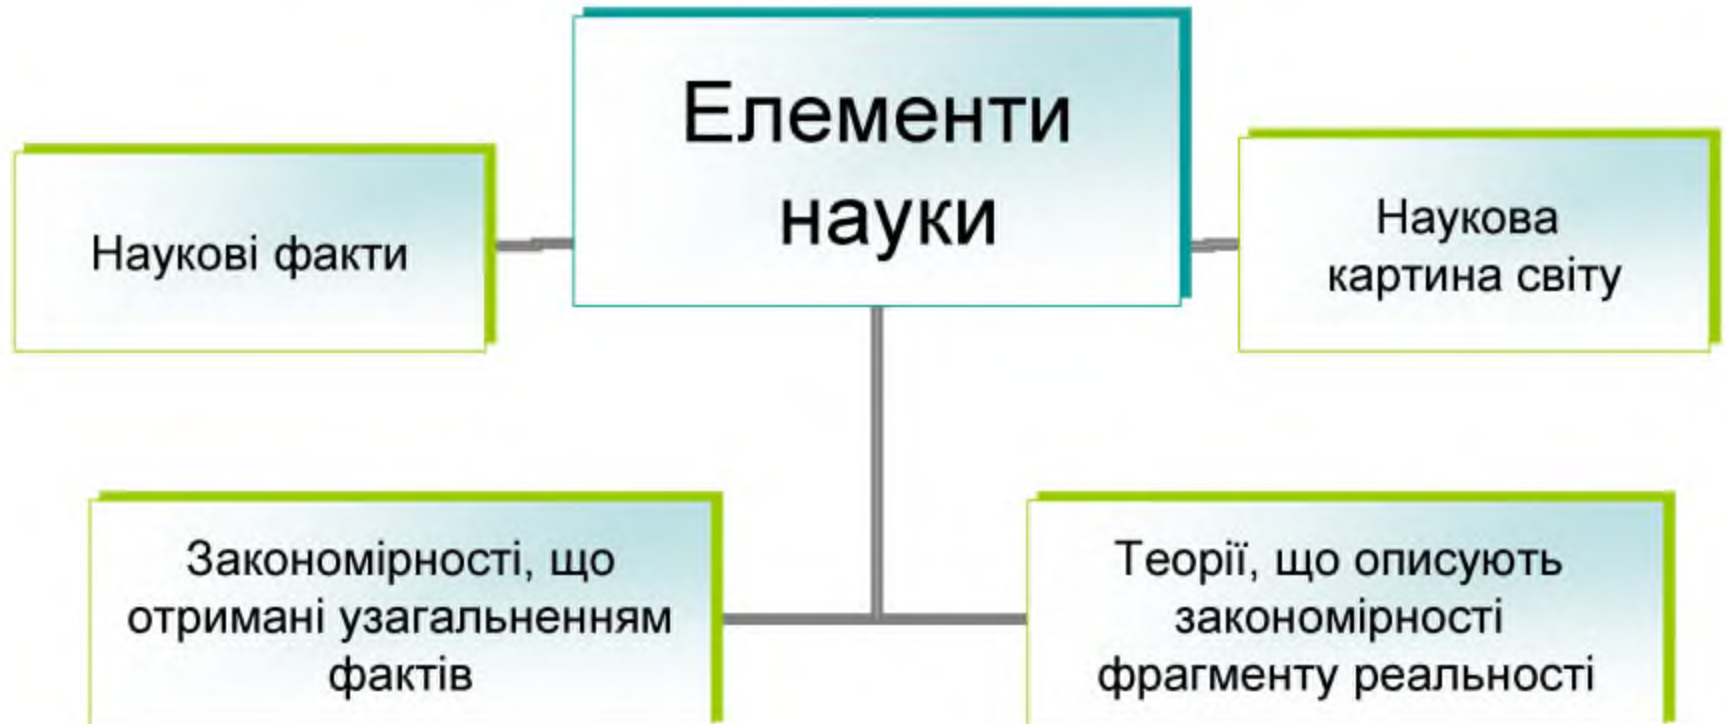 Елементи
науки
Наукові факти
Наукова
картина світу
Закономірності, що
отримані узагальненням
фактів
Теорії, що описують
закономірності
фрагменту реальності